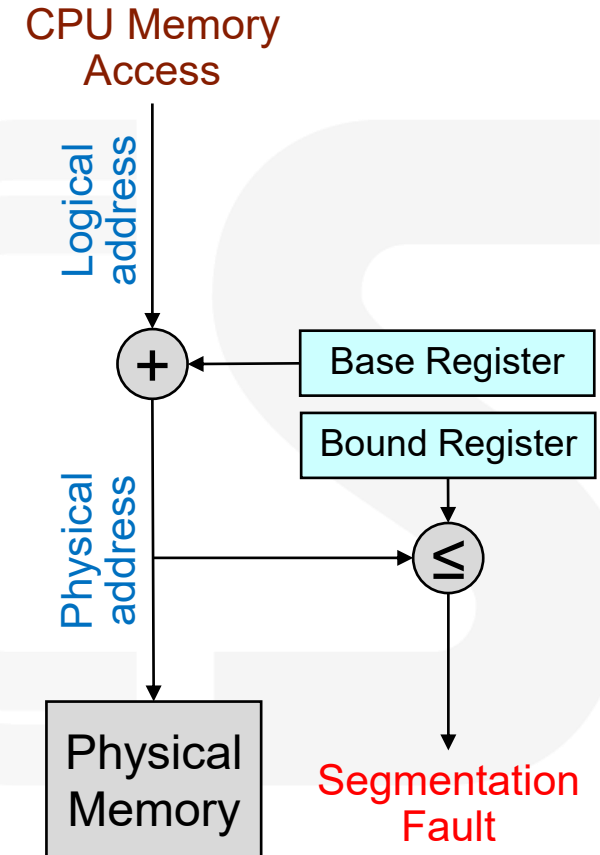 CPU Memory
Access
Logical
address
+
Base Register
Bound Register
Physical
address
≤
Physical
Memory
Segmentation
Fault